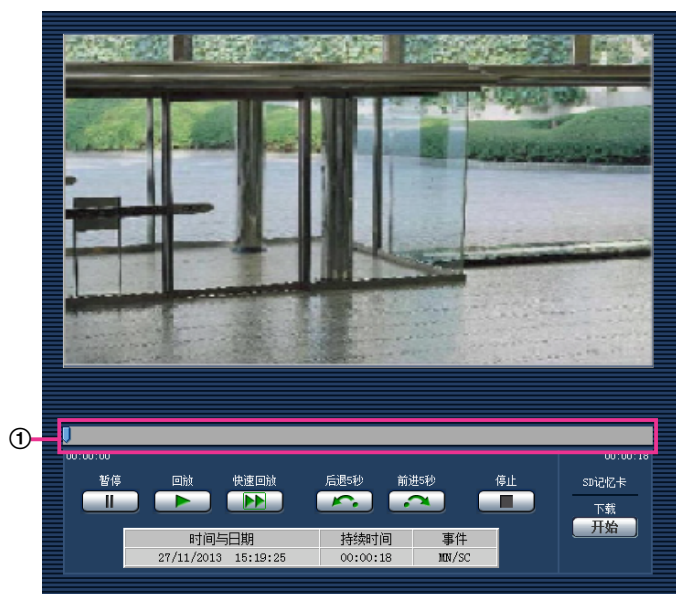 ①
00:00:00 00:00:18
暂停 回放 快速回放 后退5秒 前进5秒 停止 SD记忆卡
下载
开始
时间与日期 持续时间 事件
27/11/2013 15:19:25 00:00:18 MN/SC